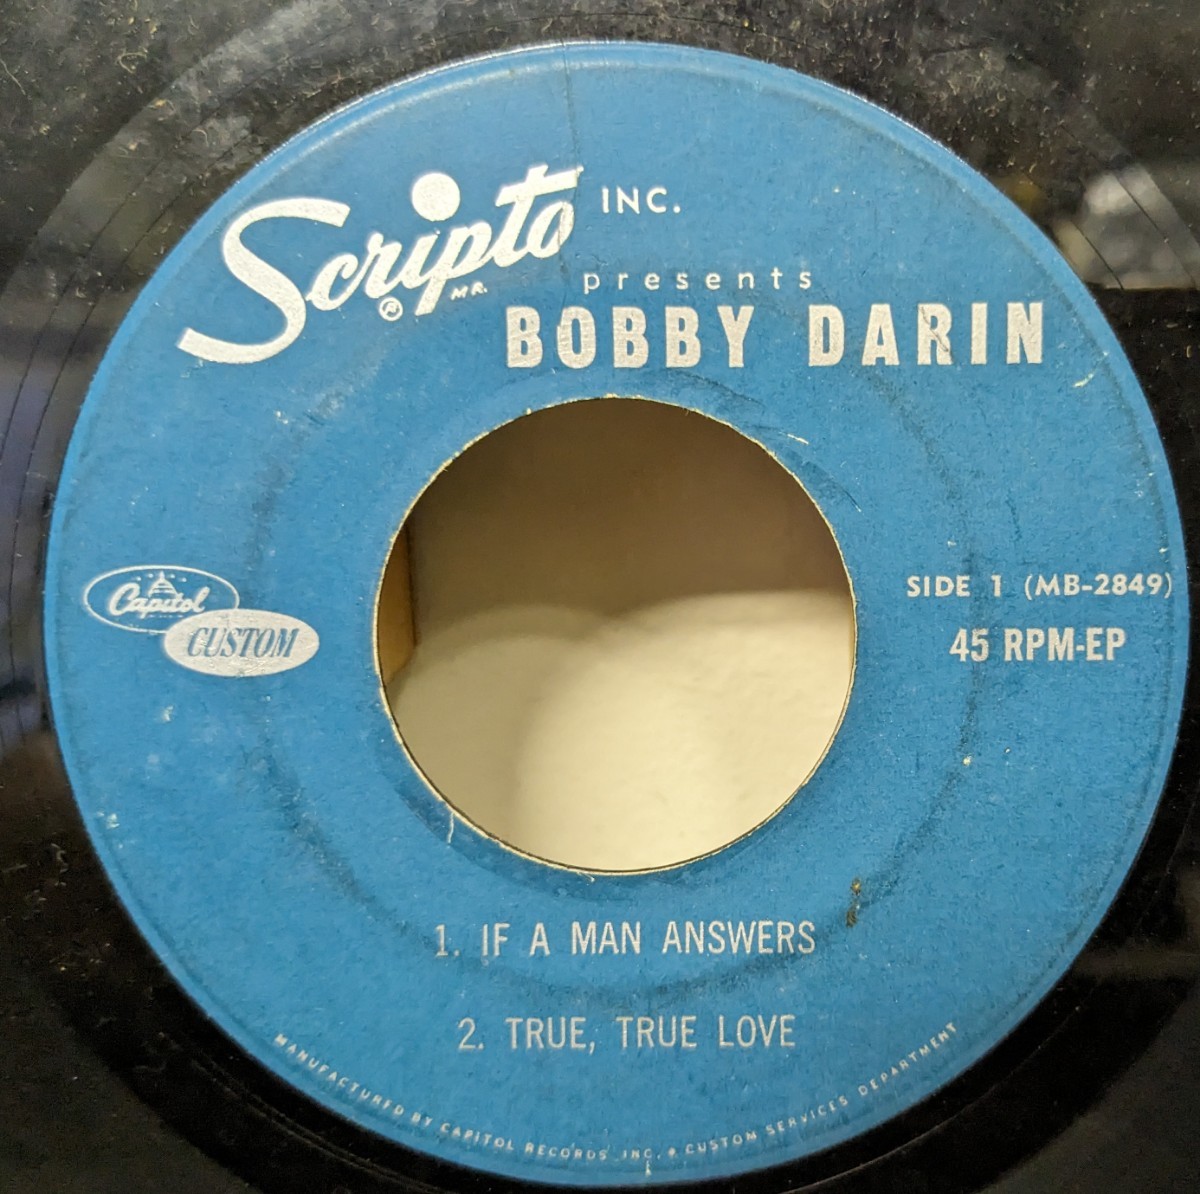 Scripto INC.
® MR.
presents
BOBBY DARIN
Capitol
CUSTOM
SIDE 1 (MB-2849)
45 RPM-EP
1. IF A MAN ANSWERS
2. TRUE, TRUE LOVE
MANUFACTURED BY CAPITOL RECORDS, INC. * CUSTOM SERVICES DEPARTMENT